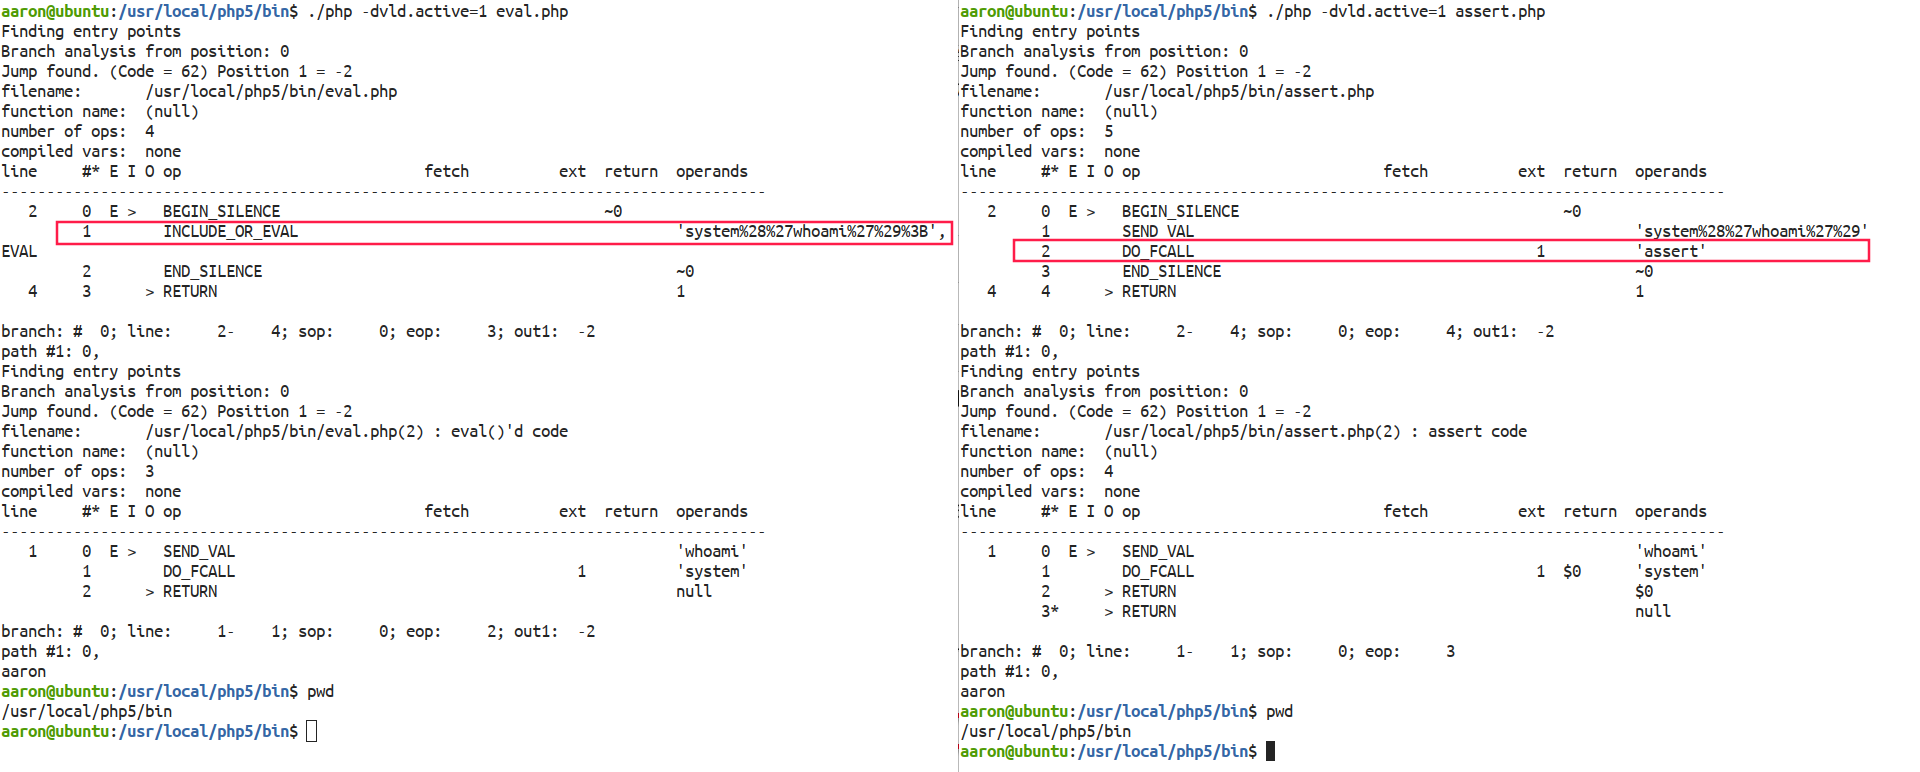 aaron@ubuntu:/usr/local/php5/bin$ ./php -dvld.active=1 eval.php
Finding entry points
Branch analysis from position: 0
Jump found. (Code = 62) Position 1 = -2
filename:       /usr/local/php5/bin/eval.php
function name:  (null)
number of ops:  4
compiled vars:  none
line     #* E I O op                           fetch          ext  return  operands
-------------------------------------------------------------------------------------
   2     0  E >   BEGIN_SILENCE                                    ~0
         1        INCLUDE_OR_EVAL                                          'system%28%27whoami%27%29%3B',
EVAL
         2        END_SILENCE                                              ~0
   4     3      > RETURN                                                   1
branch: #  0; line:     2-    4; sop:     0; eop:     3; out1:  -2
path #1: 0,
Finding entry points
Branch analysis from position: 0
Jump found. (Code = 62) Position 1 = -2
filename:       /usr/local/php5/bin/eval.php(2) : eval()'d code
function name:  (null)
number of ops:  3
compiled vars:  none
line     #* E I O op                           fetch          ext  return  operands
-------------------------------------------------------------------------------------
   1     0  E >   SEND_VAL                                                 'whoami'
         1        DO_FCALL                                      1          'system'
         2      > RETURN                                                   null
branch: #  0; line:     1-    1; sop:     0; eop:     2; out1:  -2
path #1: 0,
aaron
aaron@ubuntu:/usr/local/php5/bin$ pwd
/usr/local/php5/bin
aaron@ubuntu:/usr/local/php5/bin$
aaron@ubuntu:/usr/local/php5/bin$ ./php -dvld.active=1 assert.php
Finding entry points
Branch analysis from position: 0
Jump found. (Code = 62) Position 1 = -2
filename:       /usr/local/php5/bin/assert.php
function name:  (null)
number of ops:  5
compiled vars:  none
line     #* E I O op                           fetch          ext  return  operands
-------------------------------------------------------------------------------------
   2     0  E >   BEGIN_SILENCE                                    ~0
         1        SEND_VAL                                                 'system%28%27whoami%27%29'
         2        DO_FCALL                                      1          'assert'
         3        END_SILENCE                                              ~0
   4     4      > RETURN                                                   1
branch: #  0; line:     2-    4; sop:     0; eop:     4; out1:  -2
path #1: 0,
Finding entry points
Branch analysis from position: 0
Jump found. (Code = 62) Position 1 = -2
filename:       /usr/local/php5/bin/assert.php(2) : assert code
function name:  (null)
number of ops:  4
compiled vars:  none
line     #* E I O op                           fetch          ext  return  operands
-------------------------------------------------------------------------------------
   1     0  E >   SEND_VAL                                                 'whoami'
         1        DO_FCALL                                      1  $0      'system'
         2      > RETURN                                                   $0
         3*     > RETURN                                                   null
branch: #  0; line:     1-    1; sop:     0; eop:     3
path #1: 0,
aaron
aaron@ubuntu:/usr/local/php5/bin$ pwd
/usr/local/php5/bin
aaron@ubuntu:/usr/local/php5/bin$